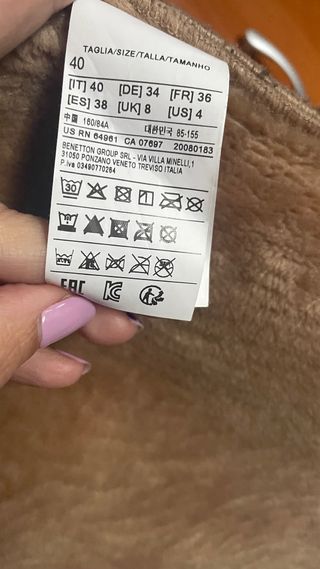 TAGLIA/SIZE/TALLA/TAMANHO
40
[IT] 40 [DE] 34 [FR] 36
[ES] 38 [UK] 8 [US] 4
中国 160/84A 대한민국 85-155
US RN 64961 CA 07697 20080183
BENETTON GROUP SRL - VIA VILLA MINELLI,1
31050 PONZANO VENETO TREVISO ITALIA
P.iva 03490770264
30
EAC